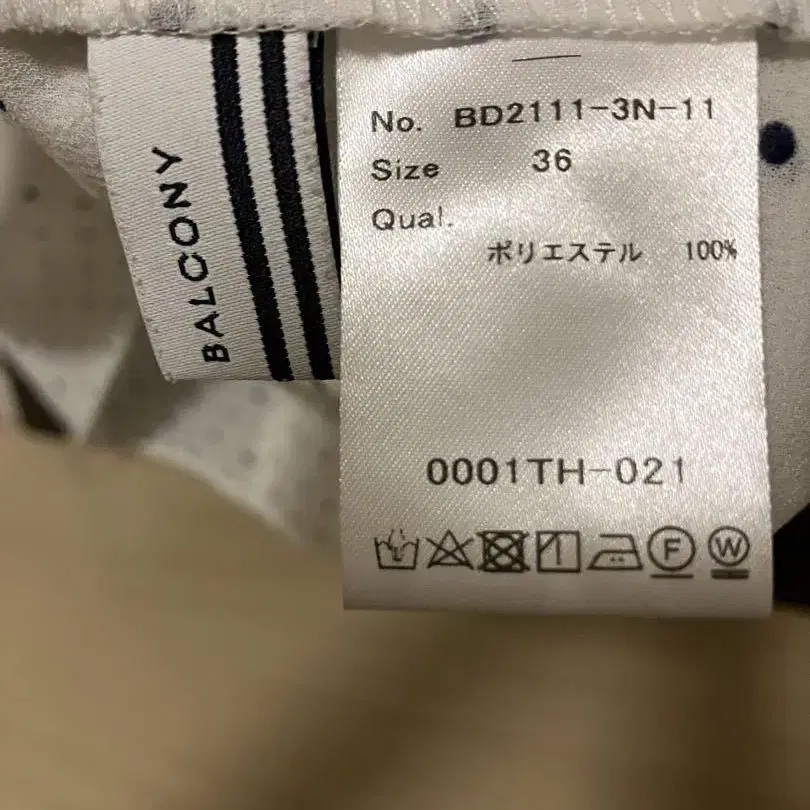 BALCONY
No. BD2111-3N-11
Size 36
Qual.
ポリエステル 100%
0001TH-021
F W